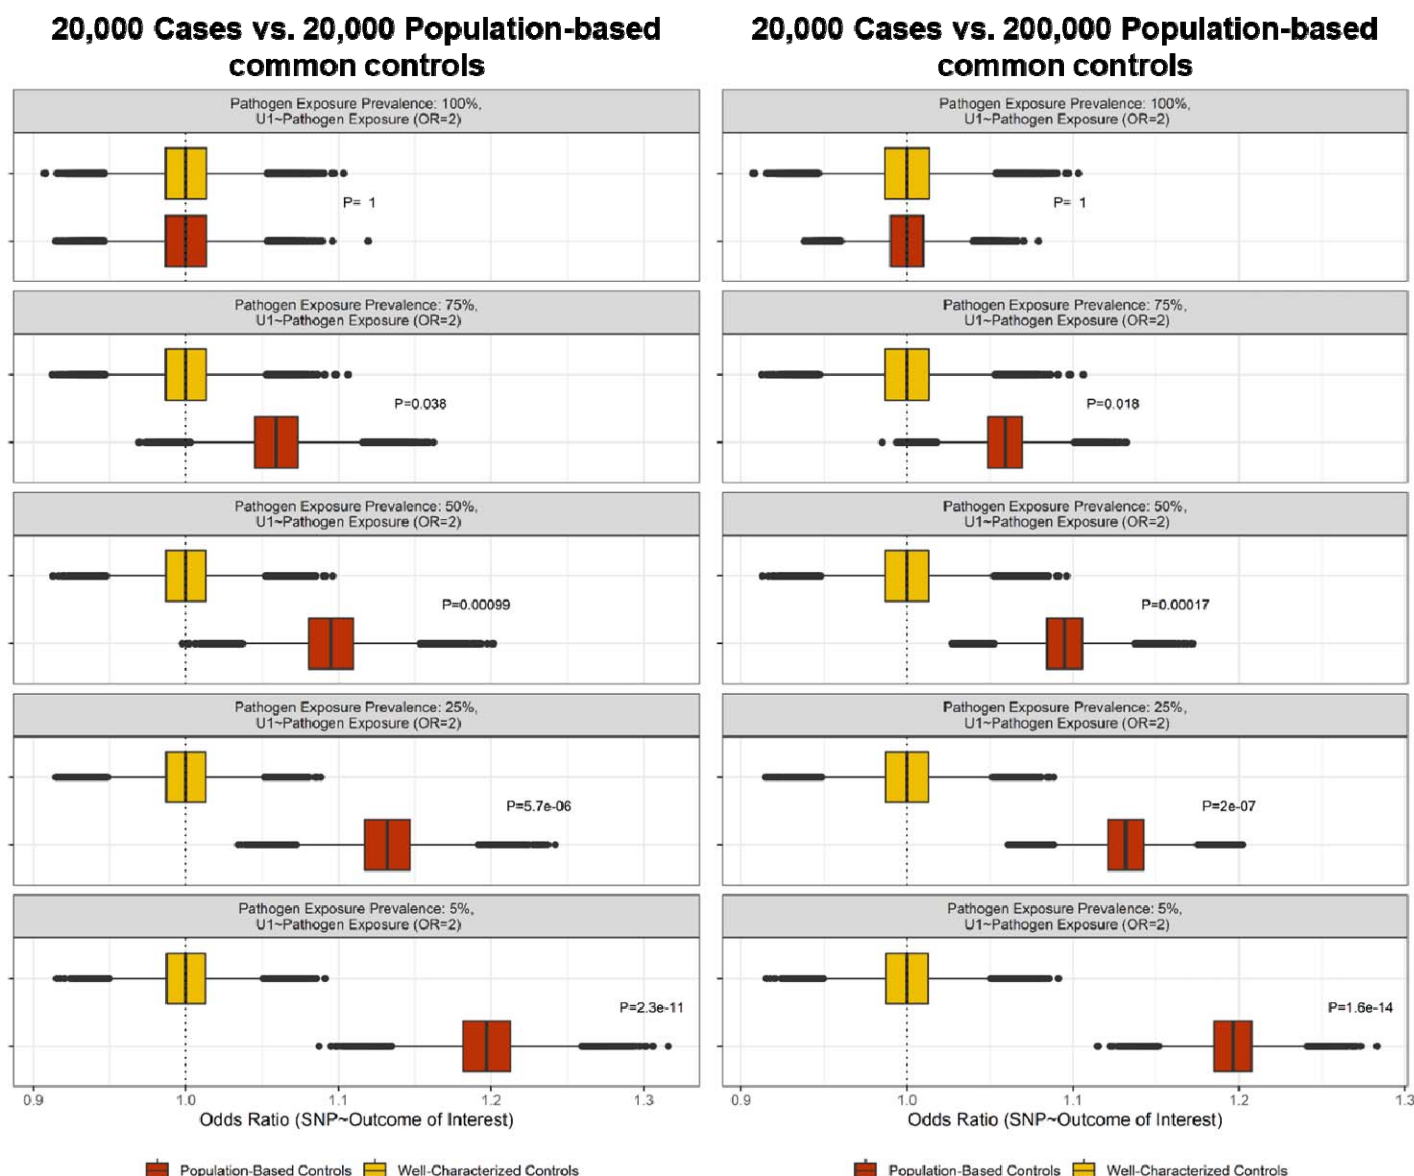 20,000 Cases vs. 20,000 Population-based
common controls
Pathogen Exposure Prevalence: 100%,
U1~Pathogen Exposure (OR=2)
P= 1
Pathogen Exposure Prevalence: 75%,
U1~Pathogen Exposure (OR=2)
P=0.038
Pathogen Exposure Prevalence: 50%,
U1~Pathogen Exposure (OR=2)
P=0.00099
Pathogen Exposure Prevalence: 25%,
U1~Pathogen Exposure (OR=2)
P=5.7e-06
Pathogen Exposure Prevalence: 5%,
U1~Pathogen Exposure (OR=2)
P=2.3e-11
0.9 1.0 1.1 1.2 1.3
Odds Ratio (SNP~Outcome of Interest)
Population-Based Controls Well-Characterized Controls
20,000 Cases vs. 200,000 Population-based
common controls
Pathogen Exposure Prevalence: 100%,
U1~Pathogen Exposure (OR=2)
P= 1
Pathogen Exposure Prevalence: 75%,
U1~Pathogen Exposure (OR=2)
P=0.018
Pathogen Exposure Prevalence: 50%,
U1~Pathogen Exposure (OR=2)
P=0.00017
Pathogen Exposure Prevalence: 25%,
U1~Pathogen Exposure (OR=2)
P=2e-07
Pathogen Exposure Prevalence: 5%,
U1~Pathogen Exposure (OR=2)
P=1.6e-14
0.9 1.0 1.1 1.2 1.3
Odds Ratio (SNP~Outcome of Interest)
Population-Based Controls Well-Characterized Controls